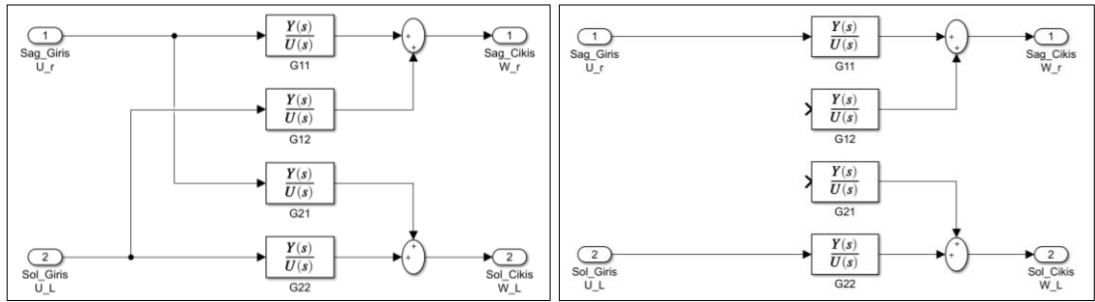 1
Sag_Giris
U_r
Y(s)
U(s)
G11
+
+
1
Sag_Cikis
W_r
Y(s)
U(s)
G12
Y(s)
U(s)
G21
2
Sol_Giris
U_L
Y(s)
U(s)
G22
+
+
2
Sol_Cikis
W_L
1
Sag_Giris
U_r
Y(s)
U(s)
G11
+
+
1
Sag_Cikis
W_r
Y(s)
U(s)
G12
Y(s)
U(s)
G21
2
Sol_Giris
U_L
Y(s)
U(s)
G22
+
+
2
Sol_Cikis
W_L